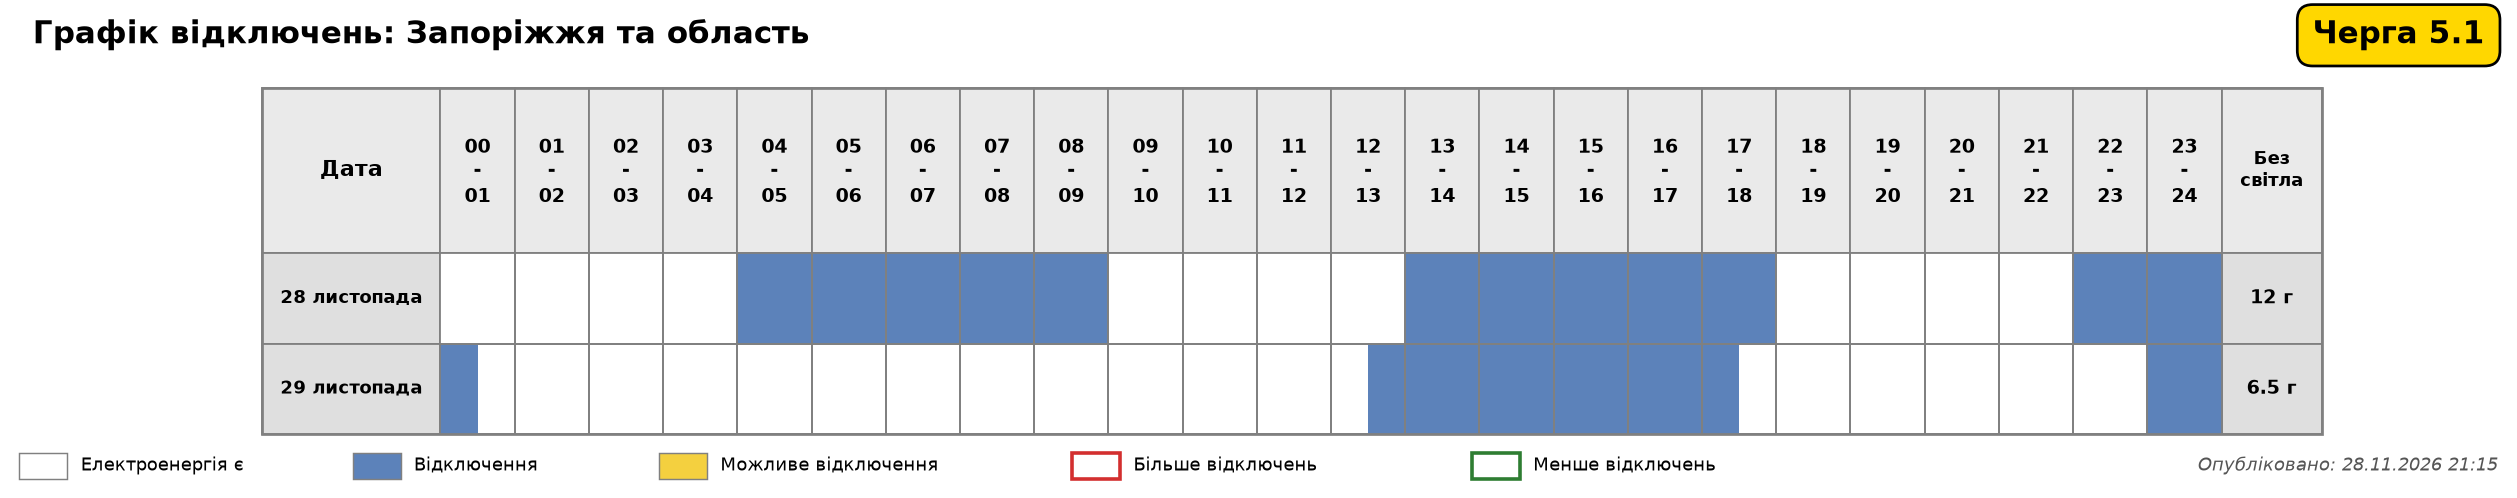 Графік відключень: Запоріжжя та область
Черга 5.1
Дата 00 - 01 01 - 02 02 - 03 03 - 04 04 - 05 05 - 06 06 - 07 07 - 08 08 - 09 09 - 10 10 - 11 11 - 12 12 - 13 13 - 14 14 - 15 15 - 16 16 - 17 17 - 18 18 - 19 19 - 20 20 - 21 21 - 22 22 - 23 23 - 24 Без світла
28 листопада 12 г
29 листопада 6.5 г
Електроенергія є Відключення Можливе відключення Більше відключень Менше відключень
Опубліковано: 28.11.2026 21:15